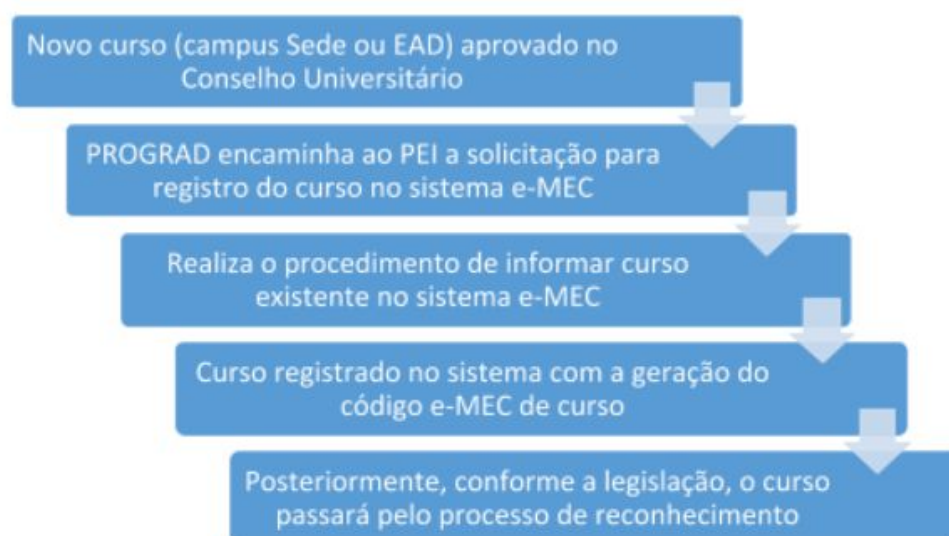 Novo curso (campus Sede ou EAD) aprovado no
Conselho Universitário
PROGRAD encaminha ao PEI a solicitação para
registro do curso no sistema e-MEC
Realiza o procedimento de informar curso
existente no sistema e-MEC
Curso registrado no sistema com a geração do
código e-MEC de curso
Posteriormente, conforme a legislação, o curso
passará pelo processo de reconhecimento